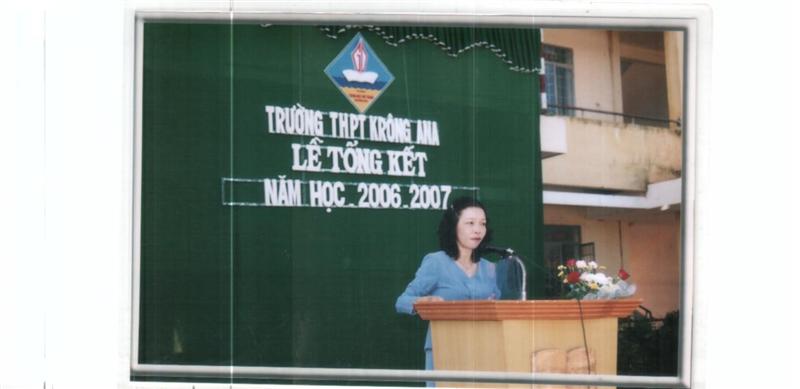 TRƯỜNG THPT KRÔNG ANA
LỄ TỔNG KẾT
NĂM HỌC . 2006 . 2007